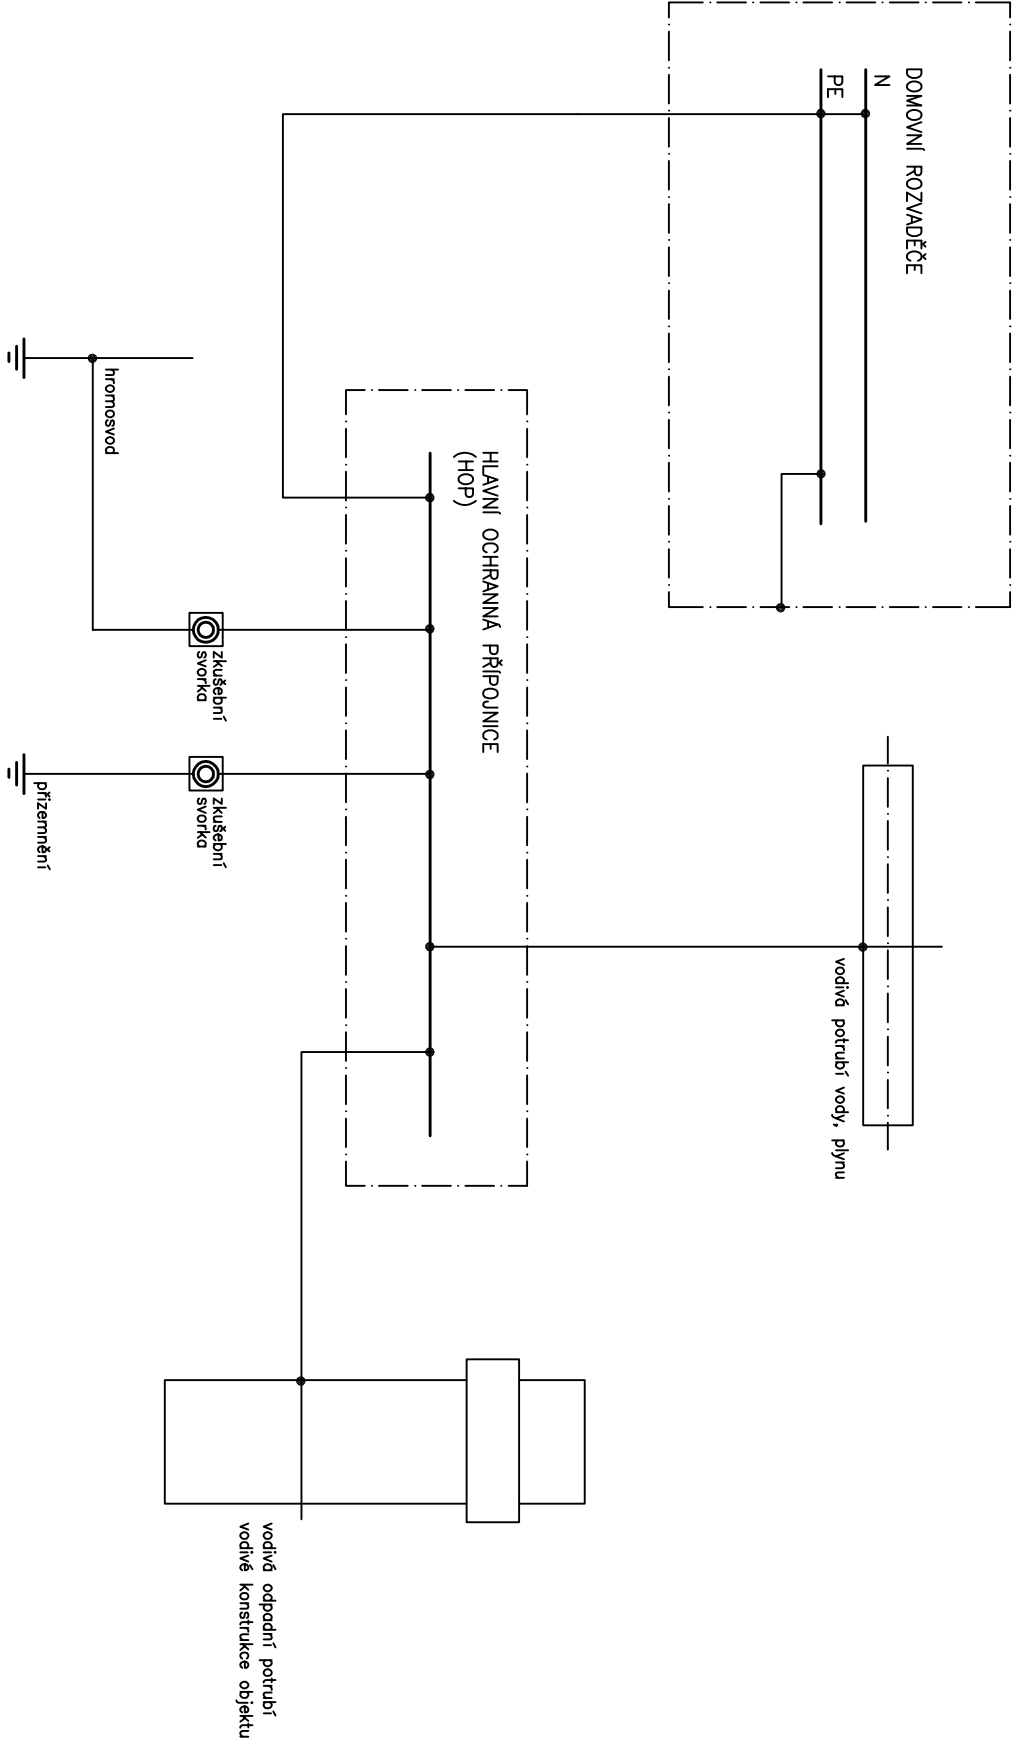 DOMOVNÍ ROZVADĚČE
N
PE
HLAVNÍ OCHRANNÁ PŘÍPOJNICE
(HOP)
hromosvod
zkušební
svorka
zkušební
svorka
přizemnění
vodivá potrubí vody, plynu
vodivá odpadní potrubí
vodivé konstrukce objektu